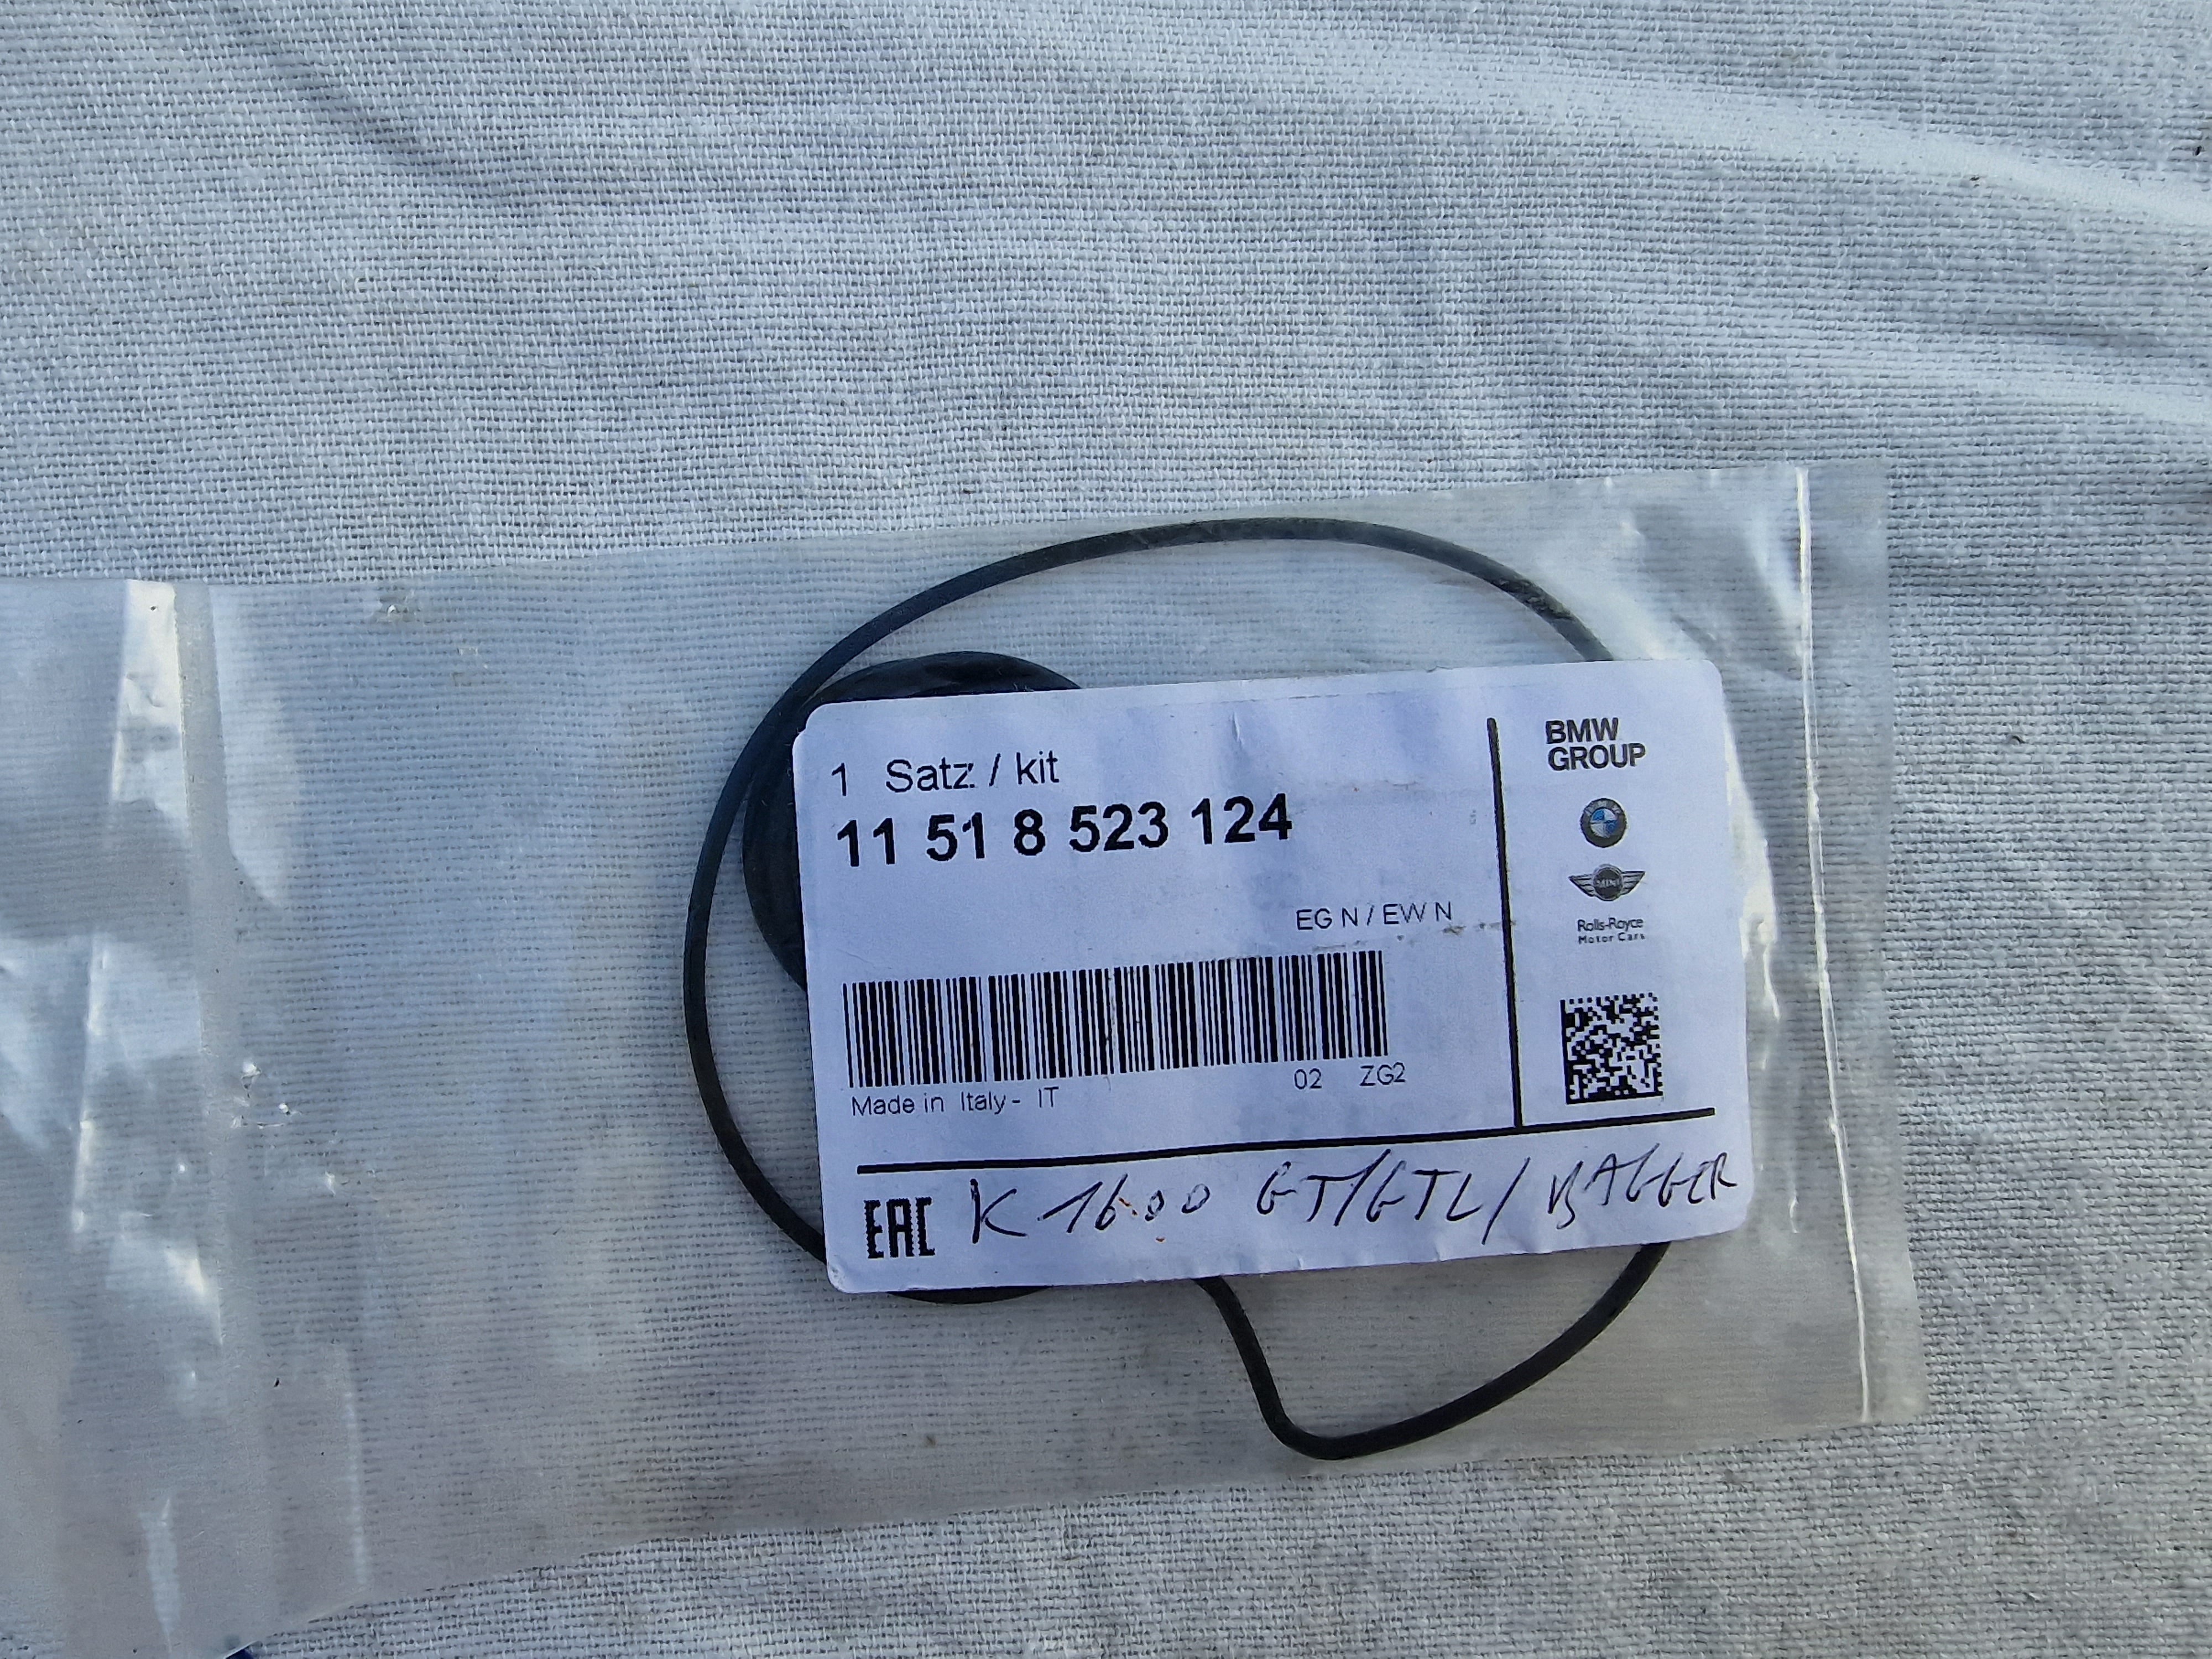 1 Satz / kit
11 51 8 523 124
EG N / EW N
Made in Italy - IT
02 ZG2
BMW
GROUP
MINI
Rolls-Royce
Motor Cars
EAC
K 1600 GT/GTL/BAGGER